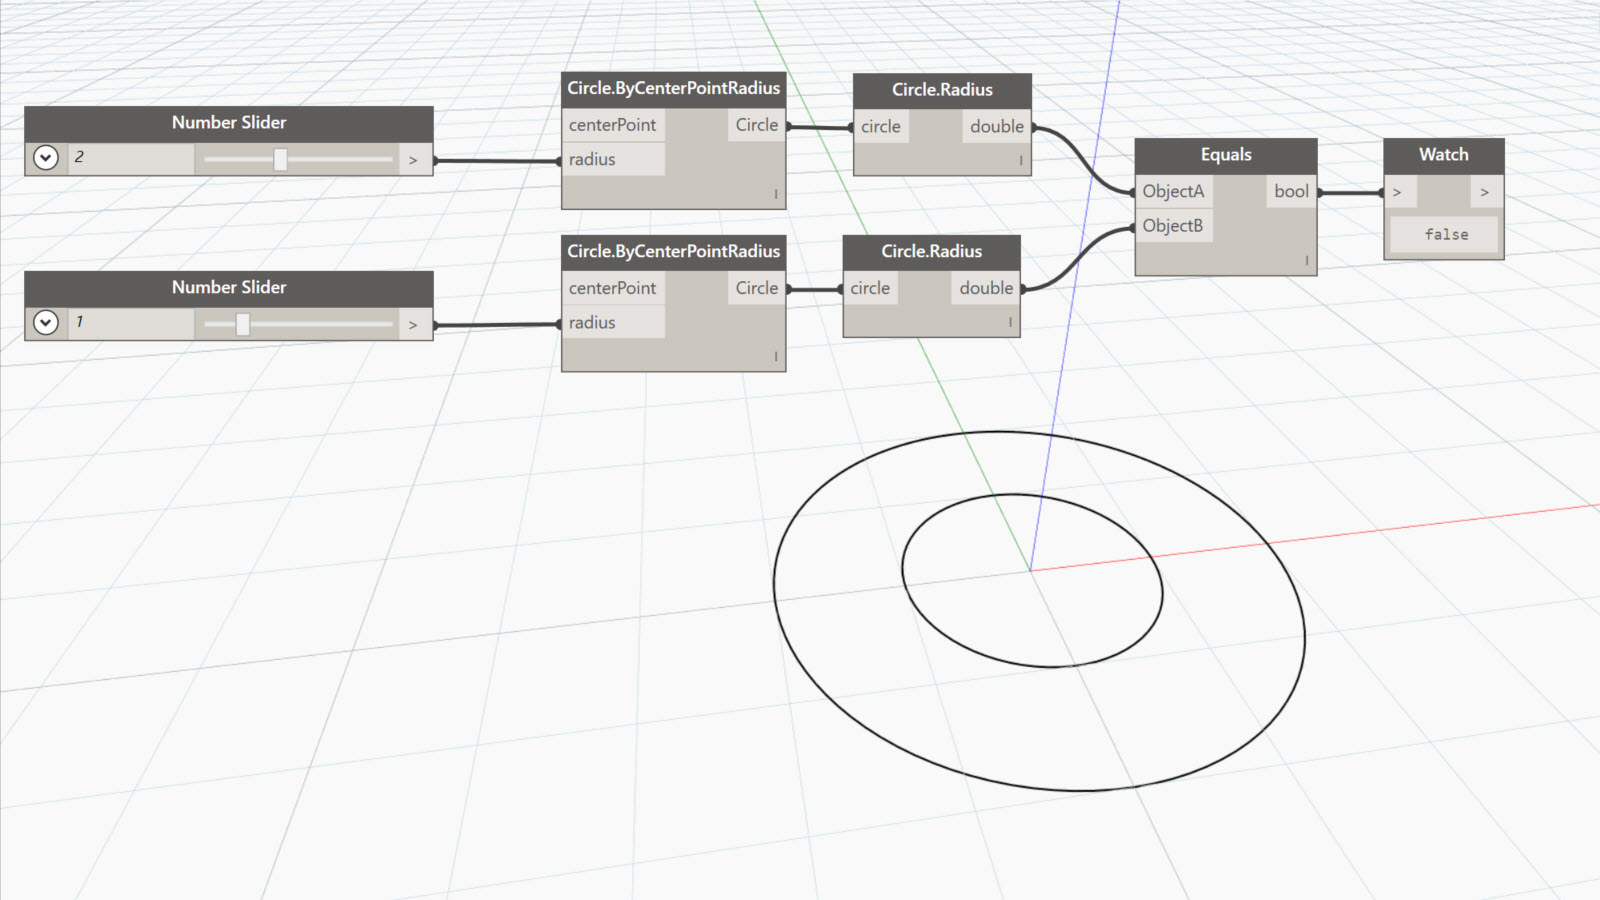 Number Slider
2 >
Circle.ByCenterPointRadius
centerPoint Circle
radius
l
Circle.Radius
circle double
l
Number Slider
1 >
Circle.ByCenterPointRadius
centerPoint Circle
radius
l
Circle.Radius
circle double
l
Equals
ObjectA bool
ObjectB
l
Watch
> >
false